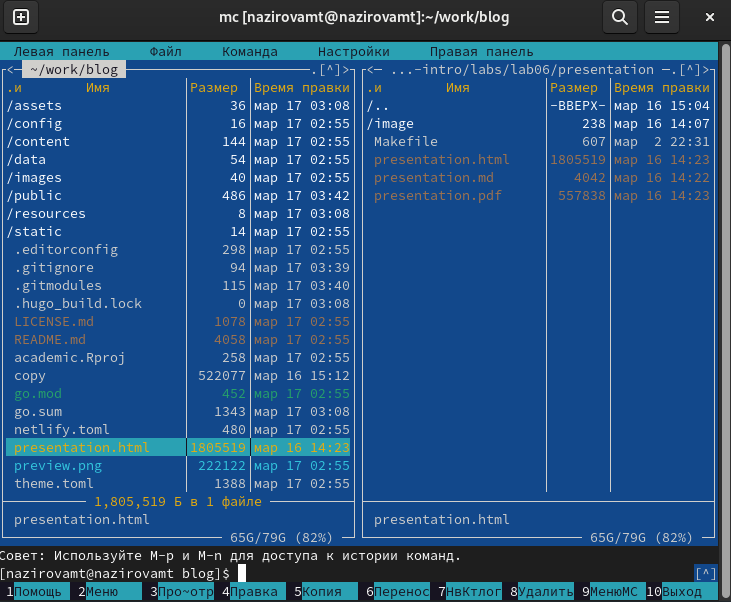 mc [nazirovamt@nazirovamt]:~/work/blog
Левая панель Файл Команда Настройки Правая панель
<— ~/work/blog .[^]> <— ...-intro/labs/lab06/presentation —.[^]>
.и Имя Размер Время правки .и Имя Размер Время правки
/assets 36 мар 17 03:08 /.. -ВВЕРХ- мар 16 15:04
/config 16 мар 17 02:55 /image 238 мар 16 14:07
/content 144 мар 17 02:55 Makefile 607 мар 2 22:31
/data 54 мар 17 02:55 presentation.html 1805519 мар 16 14:23
/images 40 мар 17 02:55 presentation.md 4042 мар 16 14:22
/public 486 мар 17 03:42 presentation.pdf 557838 мар 16 14:23
/resources 8 мар 17 03:08
/static 14 мар 17 02:55
.editorconfig 298 мар 17 02:55
.gitignore 94 мар 17 03:39
.gitmodules 115 мар 17 03:40
.hugo_build.lock 0 мар 17 03:08
LICENSE.md 1078 мар 17 02:55
README.md 4058 мар 17 02:55
academic.Rproj 258 мар 17 02:55
copy 522077 мар 16 15:12
go.mod 452 мар 17 02:55
go.sum 1343 мар 17 03:08
netlify.toml 480 мар 17 02:55
presentation.html 1805519 мар 16 14:23
preview.png 222122 мар 17 02:55
theme.toml 1388 мар 17 02:55
1,805,519 Б в 1 файле
presentation.html presentation.html
65G/79G (82%) 65G/79G (82%)
Совет: Используйте M-p и M-n для доступа к истории команд.
[nazirovamt@nazirovamt blog]$ [^]
1Помощь 2Меню 3Про~отр 4Правка 5Копия 6Перенос 7НвКтлог 8Удалить 9МенюМС 10Выход